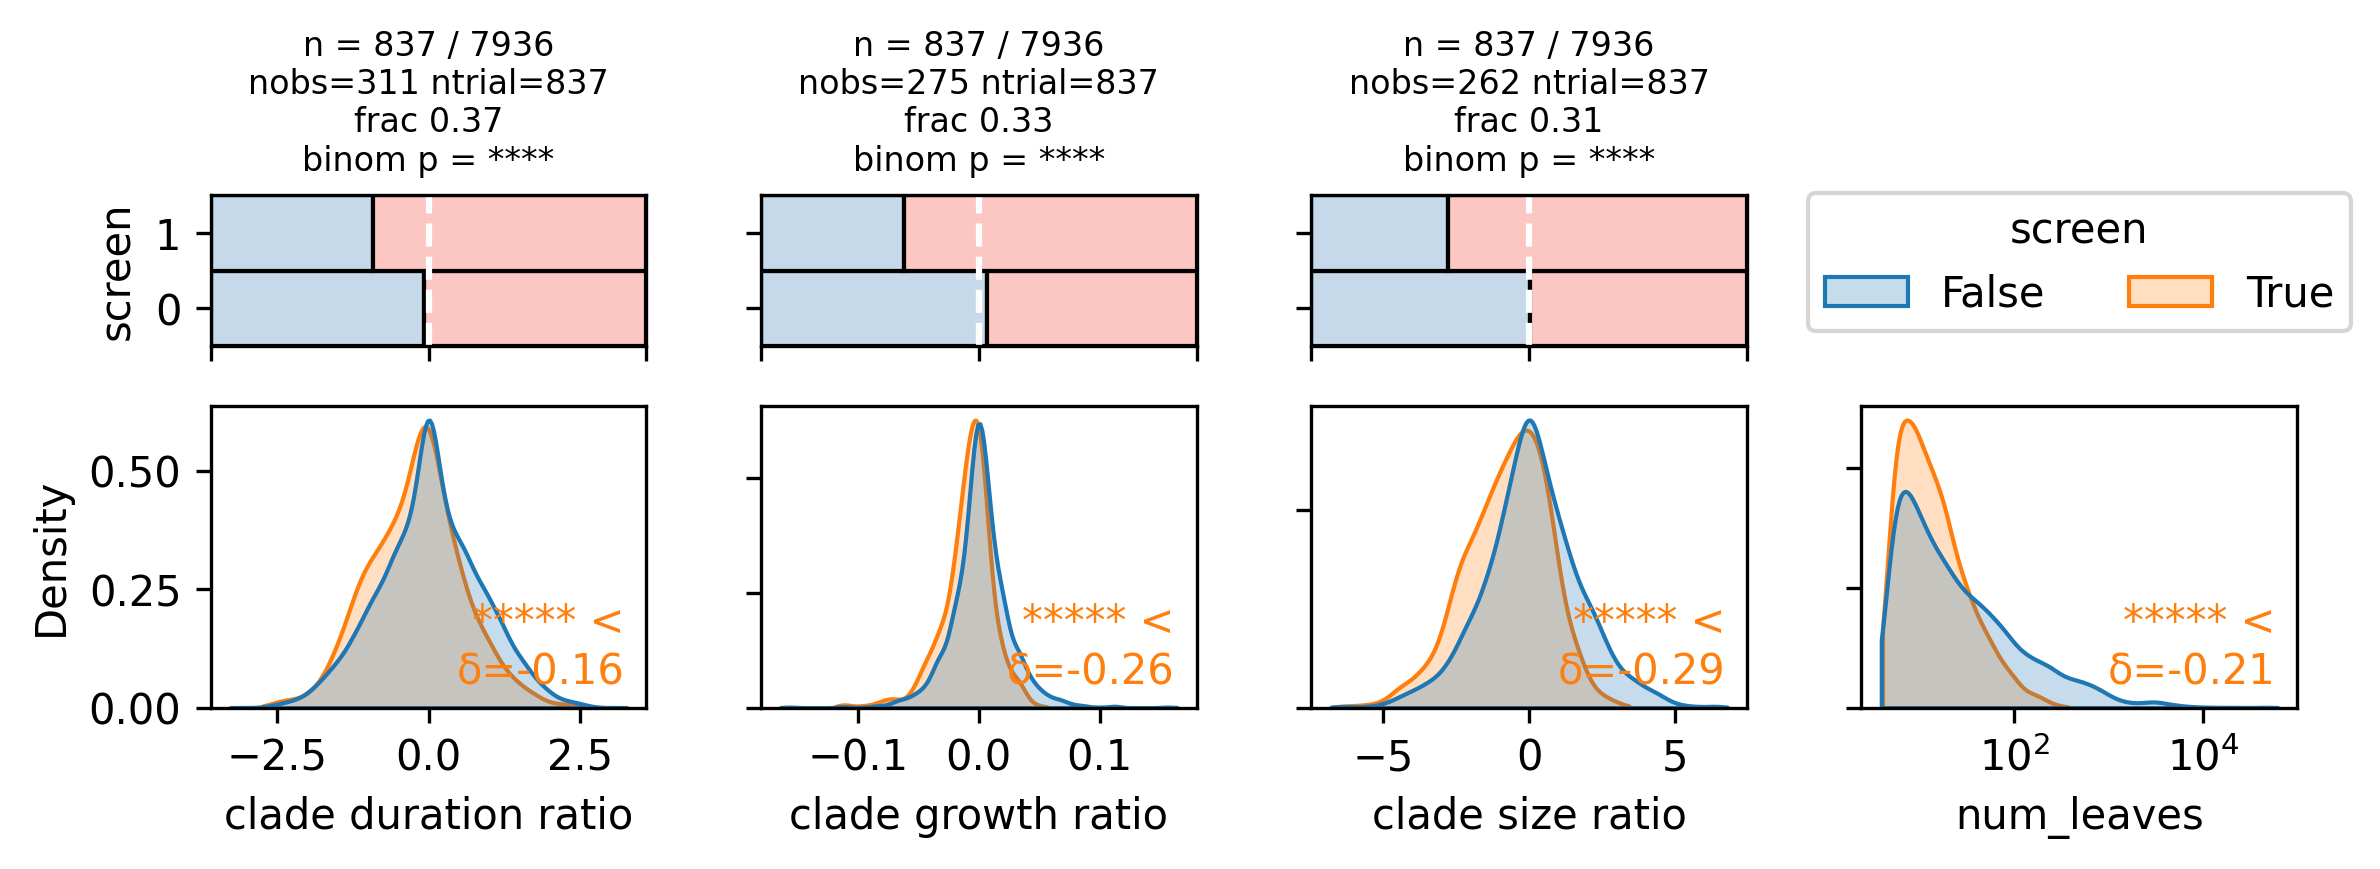 n = 837 / 7936
nobs=311 ntrial=837
frac 0.37
binom p = ****
n = 837 / 7936
nobs=275 ntrial=837
frac 0.33
binom p = ****
n = 837 / 7936
nobs=262 ntrial=837
frac 0.31
binom p = ****
screen
1
0
screen
False
True
Density
0.50
0.25
0.00
***** <
δ=-0.16
−2.5
0.0
2.5
clade duration ratio
***** <
δ=-0.26
−0.1
0.0
0.1
clade growth ratio
***** <
δ=-0.29
−5
0
5
clade size ratio
***** <
δ=-0.21
10²
10⁴
num_leaves